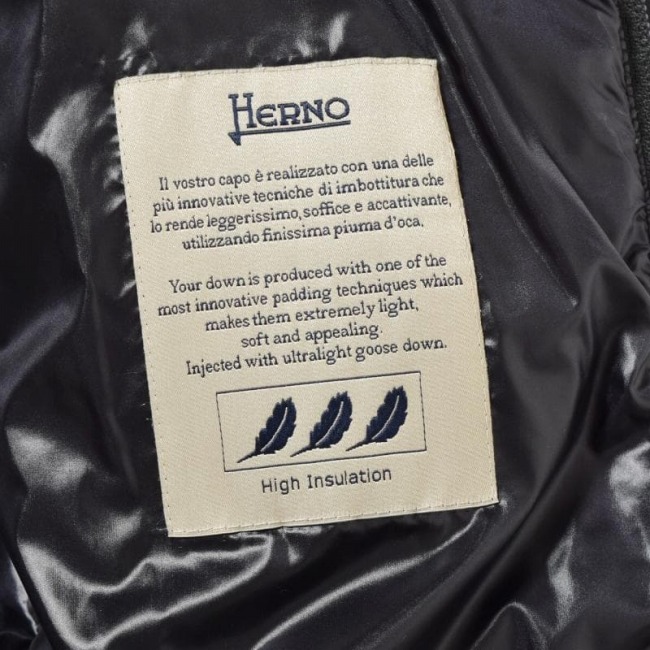 HERNO
Il vostro capo è realizzato con una delle
più innovative tecniche di imbottitura che
lo rende leggerissimo, soffice e accattivante,
utilizzando finissima piuma d'oca.
Your down is produced with one of the
most innovative padding techniques which
makes them extremely light,
soft and appealing.
Injected with ultralight goose down.
High Insulation